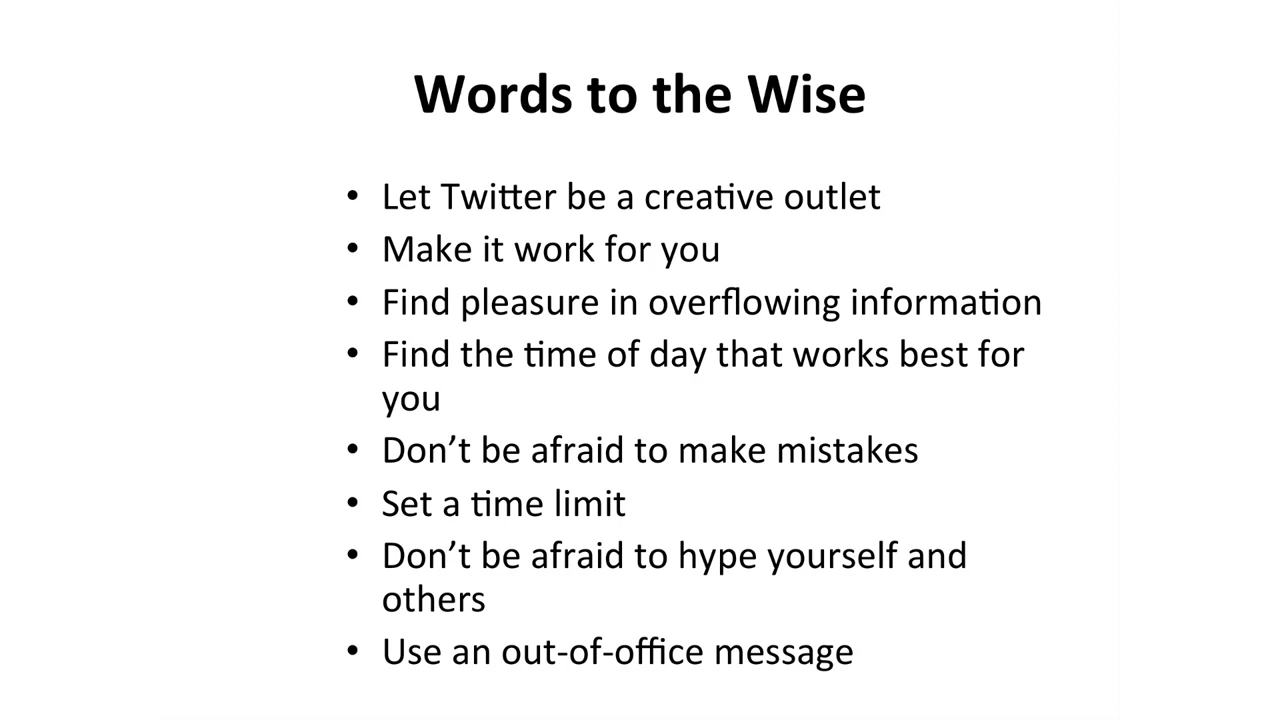 Words to the Wise
• Let Twitter be a creative outlet
• Make it work for you
• Find pleasure in overflowing information
• Find the time of day that works best for
you
• Don’t be afraid to make mistakes
• Set a time limit
• Don’t be afraid to hype yourself and
others
• Use an out-of-office message